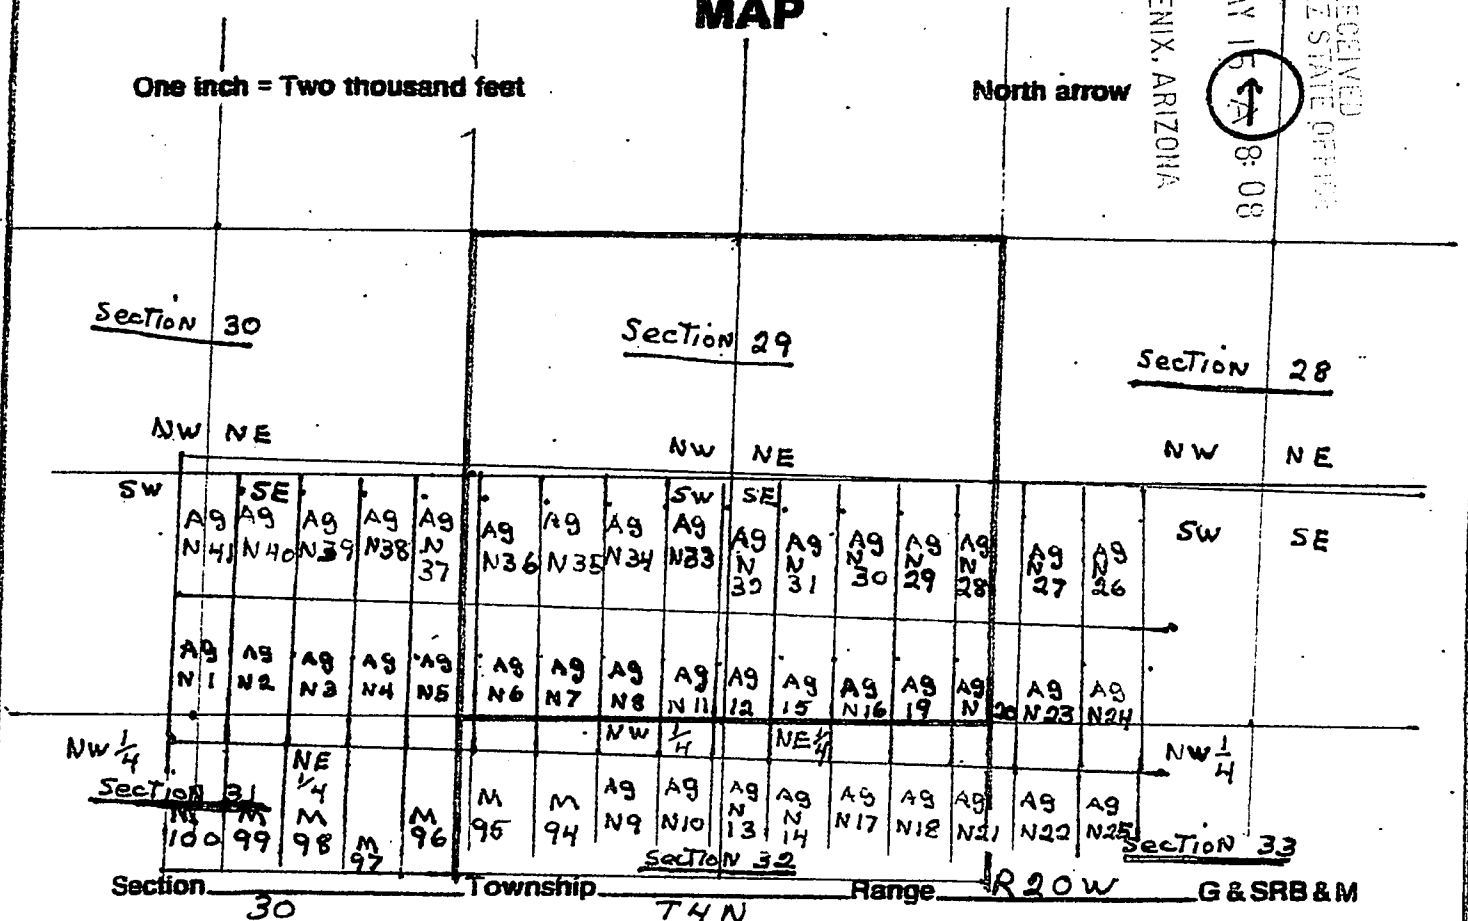 MAP
One inch = Two thousand feet
North arrow
RECEIVED
Z STATE OFFICE
AY 15 A 8:08
ENIX, ARIZONA
Section 30
Section 29
Section 28
NW NE
NW NE
NW NE
SW SE
SW SE
SW SE
Ag N 41
Ag N 40
Ag N39
Ag N38
Ag N 37
Ag N36
Ag N35
Ag N34
Ag N33
Ag N 32
Ag N 31
Ag N 30
Ag N 29
Ag N 28
Ag N 27
Ag N 26
Ag N 1
Ag N2
Ag N3
Ag N4
Ag N5
Ag N6
Ag N7
Ag N8
Ag N 11
Ag 12
Ag 15
Ag N16
Ag 19
Ag N 20
Ag N23
Ag N24
NW 1/4
NE 1/4
NW 1/4
NE 1/4
NW 1/4
Section 31
M 100
M 99
M 98
M 97
M 96
M 95
M 94
Ag N9
Ag N10
Ag N 13
Ag N 14
Ag N17
Ag N18
Ag N21
Ag N22
Ag N25
Section 32
Section 33
Section 30 Township T4N Range R20W G & SRB & M